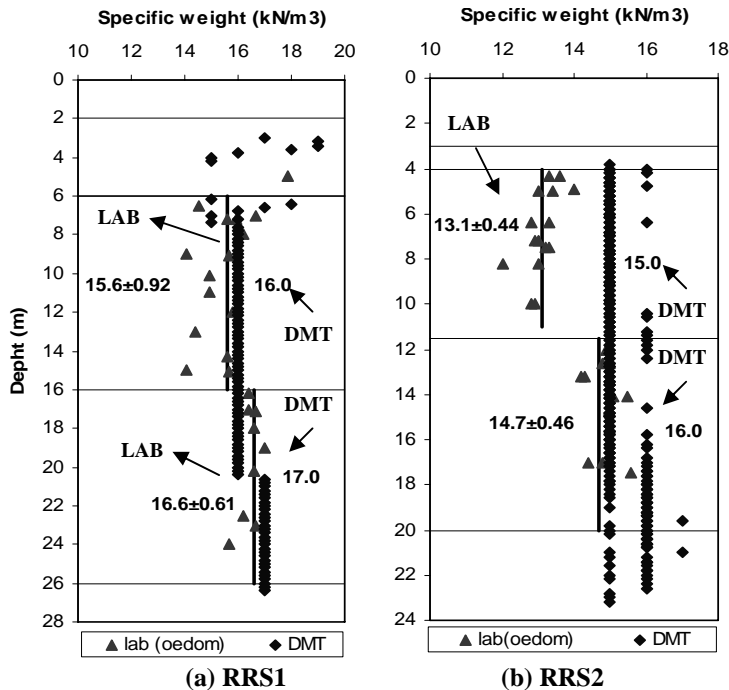 Specific weight (kN/m3)
10 12 14 16 18 20
Depht (m)
0
2
4
6
8
10
12
14
16
18
20
22
24
26
28
LAB
15.6±0.92
16.0
DMT
DMT
LAB
17.0
16.6±0.61
lab (oedom) DMT
(a) RRS1
Specific weight (kN/m3)
10 12 14 16 18
0
2
4
6
8
10
12
14
16
18
20
22
24
LAB
13.1±0.44
15.0
DMT
DMT
14.7±0.46
16.0
lab(oedom) DMT
(b) RRS2